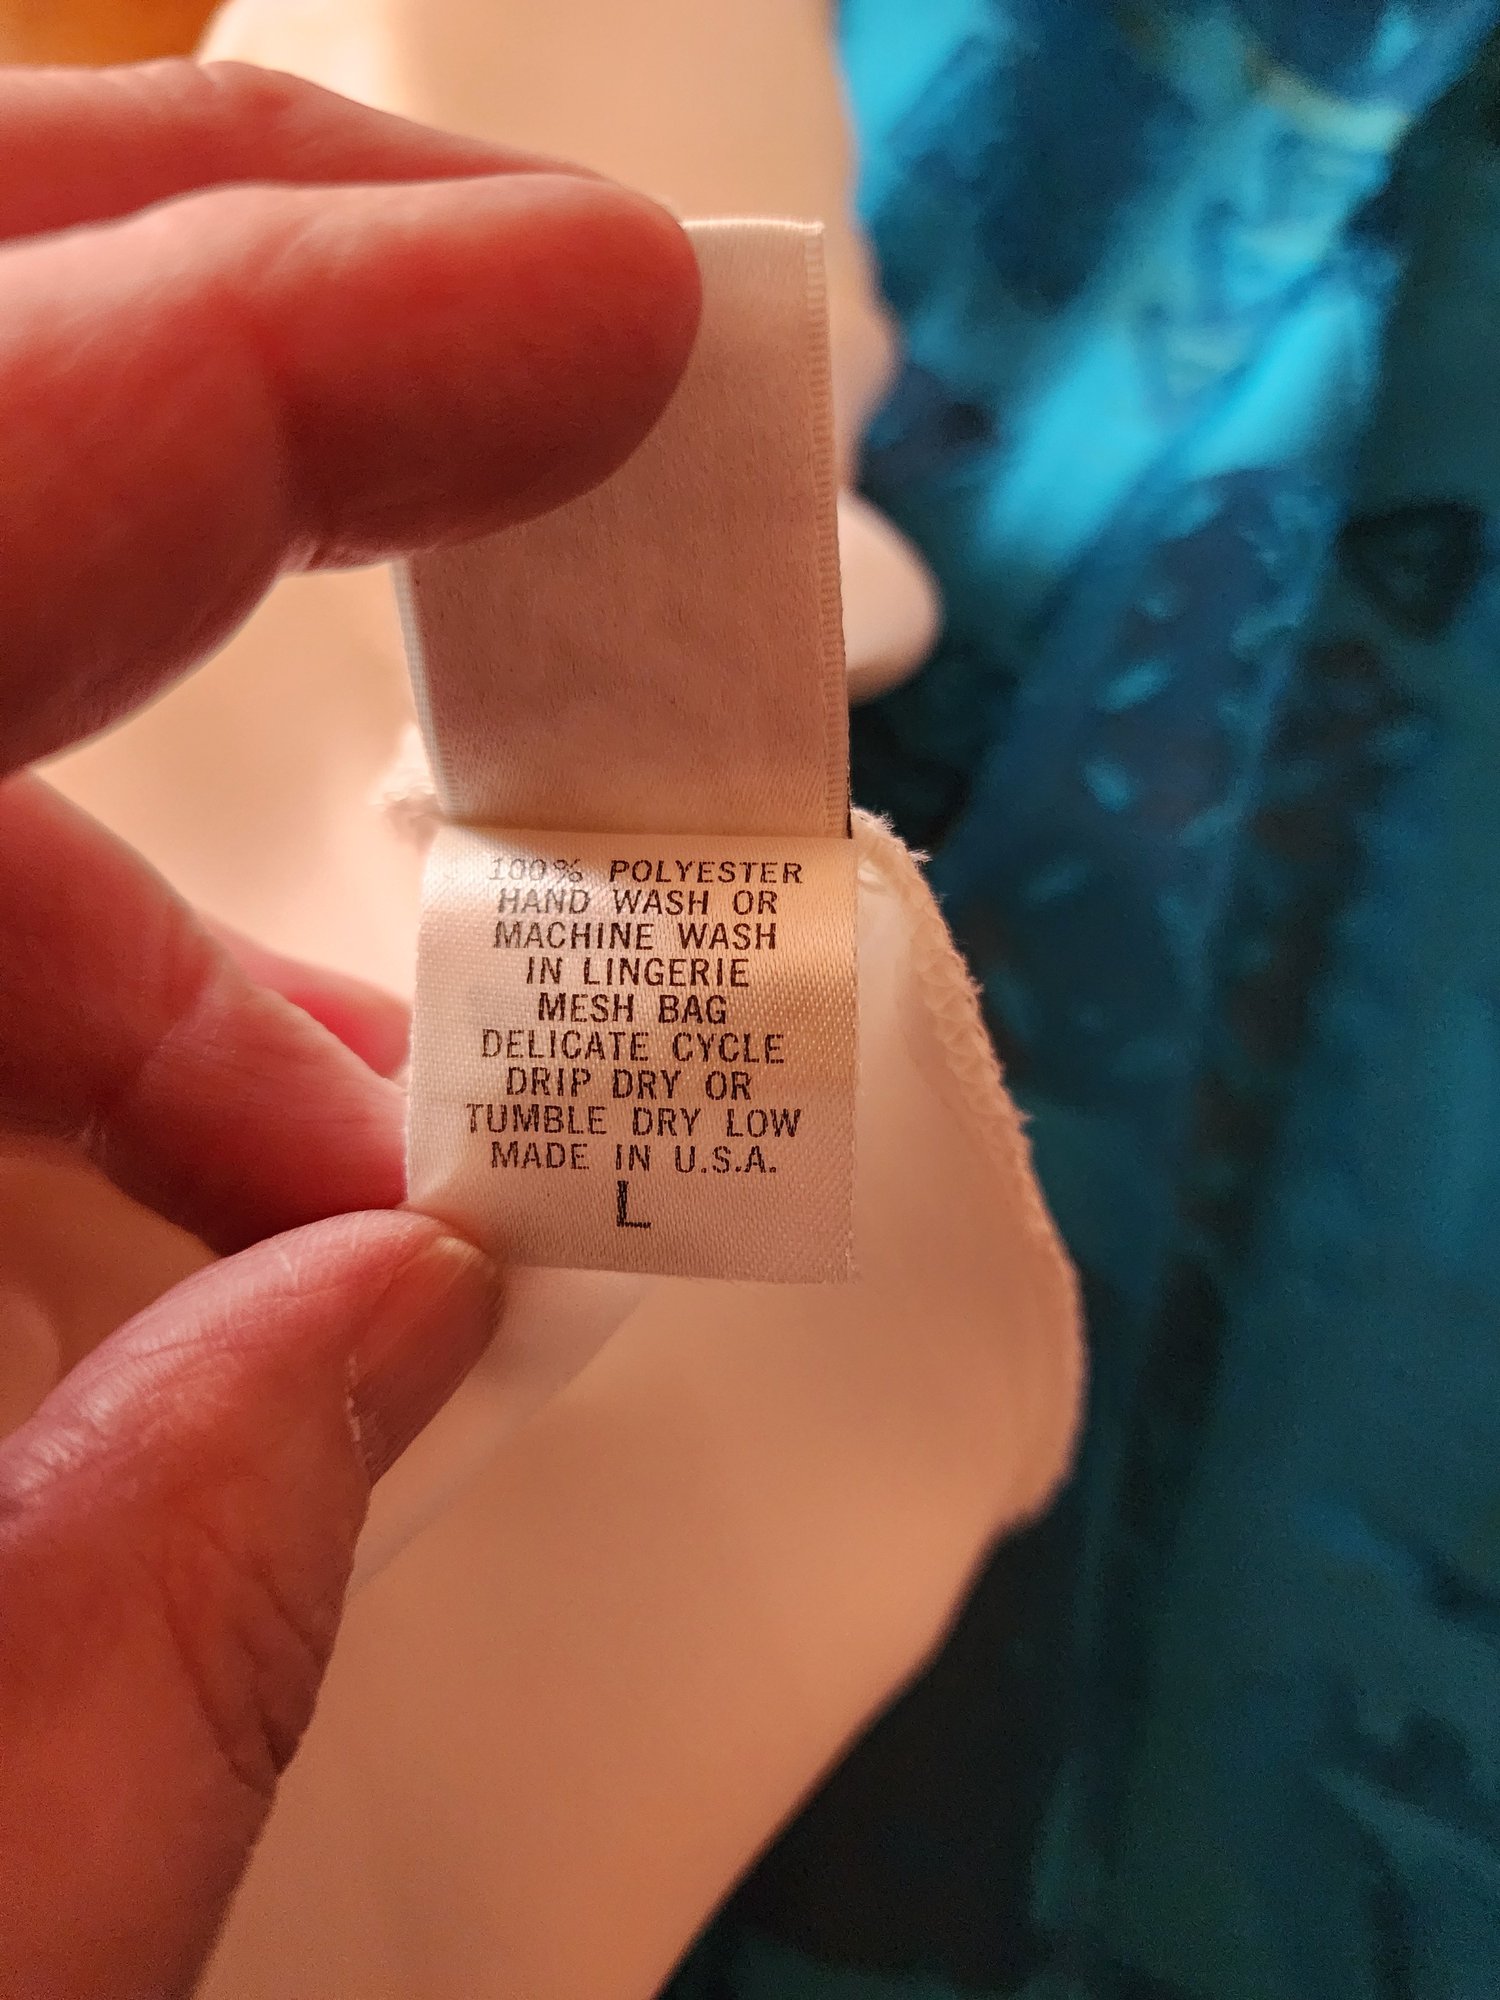 100% POLYESTER
HAND WASH OR
MACHINE WASH
IN LINGERIE
MESH BAG
DELICATE CYCLE
DRIP DRY OR
TUMBLE DRY LOW
MADE IN U.S.A.
L